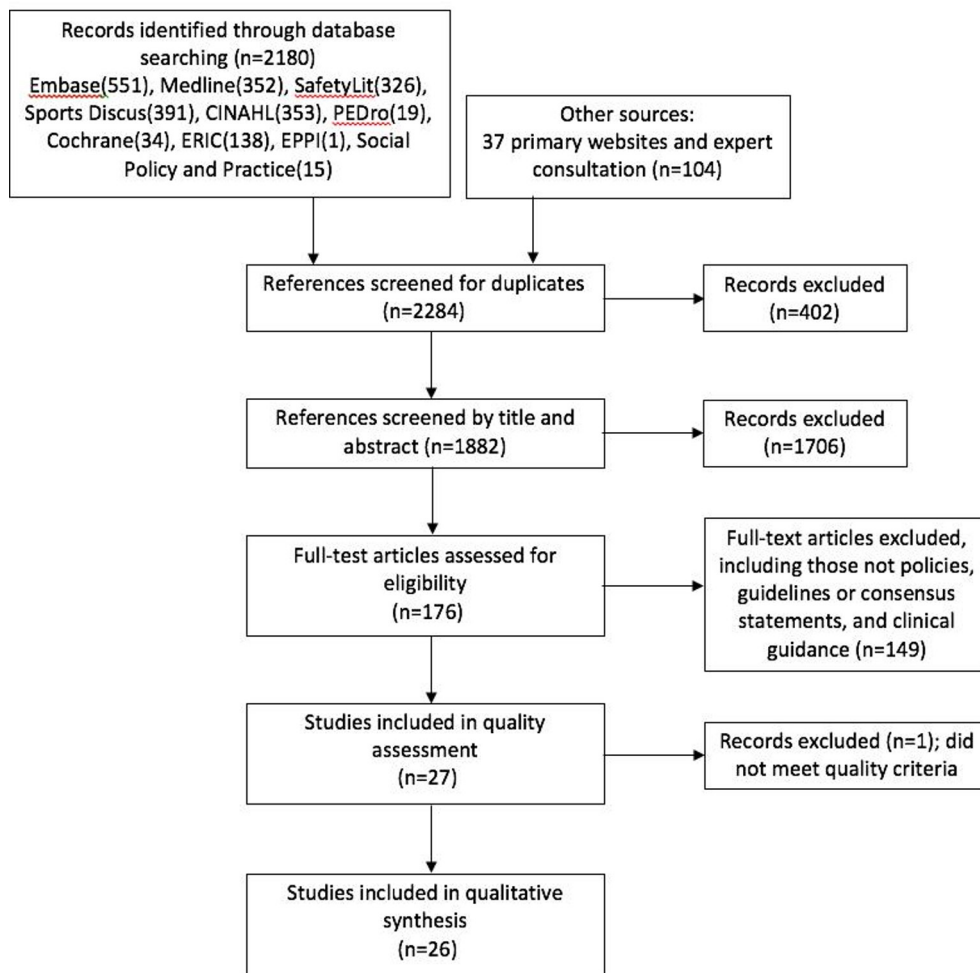 Records identified through database
searching (n=2180)
Embase(551), Medline(352), SafetyLit(326),
Sports Discus(391), CINAHL(353), PEDro(19),
Cochrane(34), ERIC(138), EPPI(1), Social
Policy and Practice(15)
Other sources:
37 primary websites and expert
consultation (n=104)
References screened for duplicates
(n=2284)
Records excluded
(n=402)
References screened by title and
abstract (n=1882)
Records excluded
(n=1706)
Full-test articles assessed for
eligibility
(n=176)
Full-text articles excluded,
including those not policies,
guidelines or consensus
statements, and clinical
guidance (n=149)
Studies included in quality
assessment
(n=27)
Records excluded (n=1); did
not meet quality criteria
Studies included in qualitative
synthesis
(n=26)